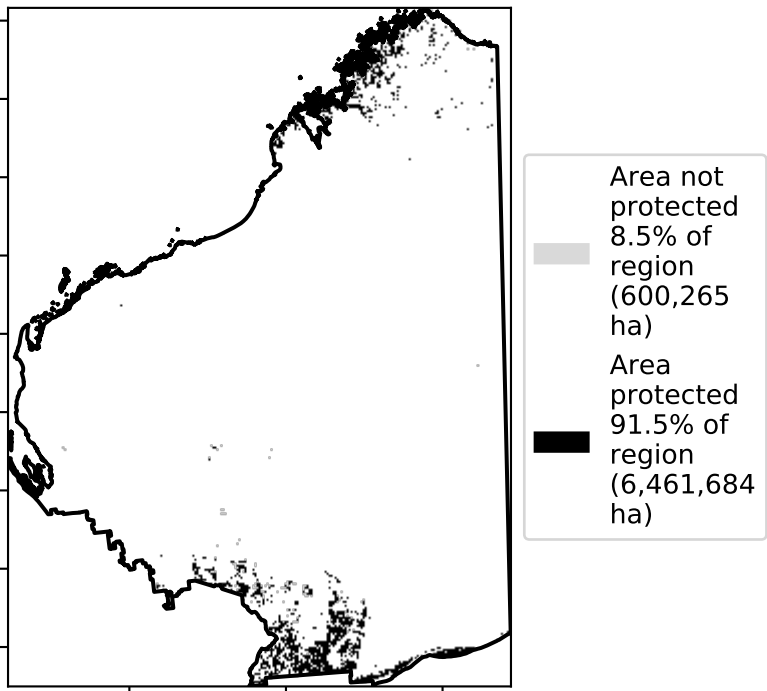 Area not
protected
8.5% of
region
(600,265
ha)
Area
protected
91.5% of
region
(6,461,684
ha)